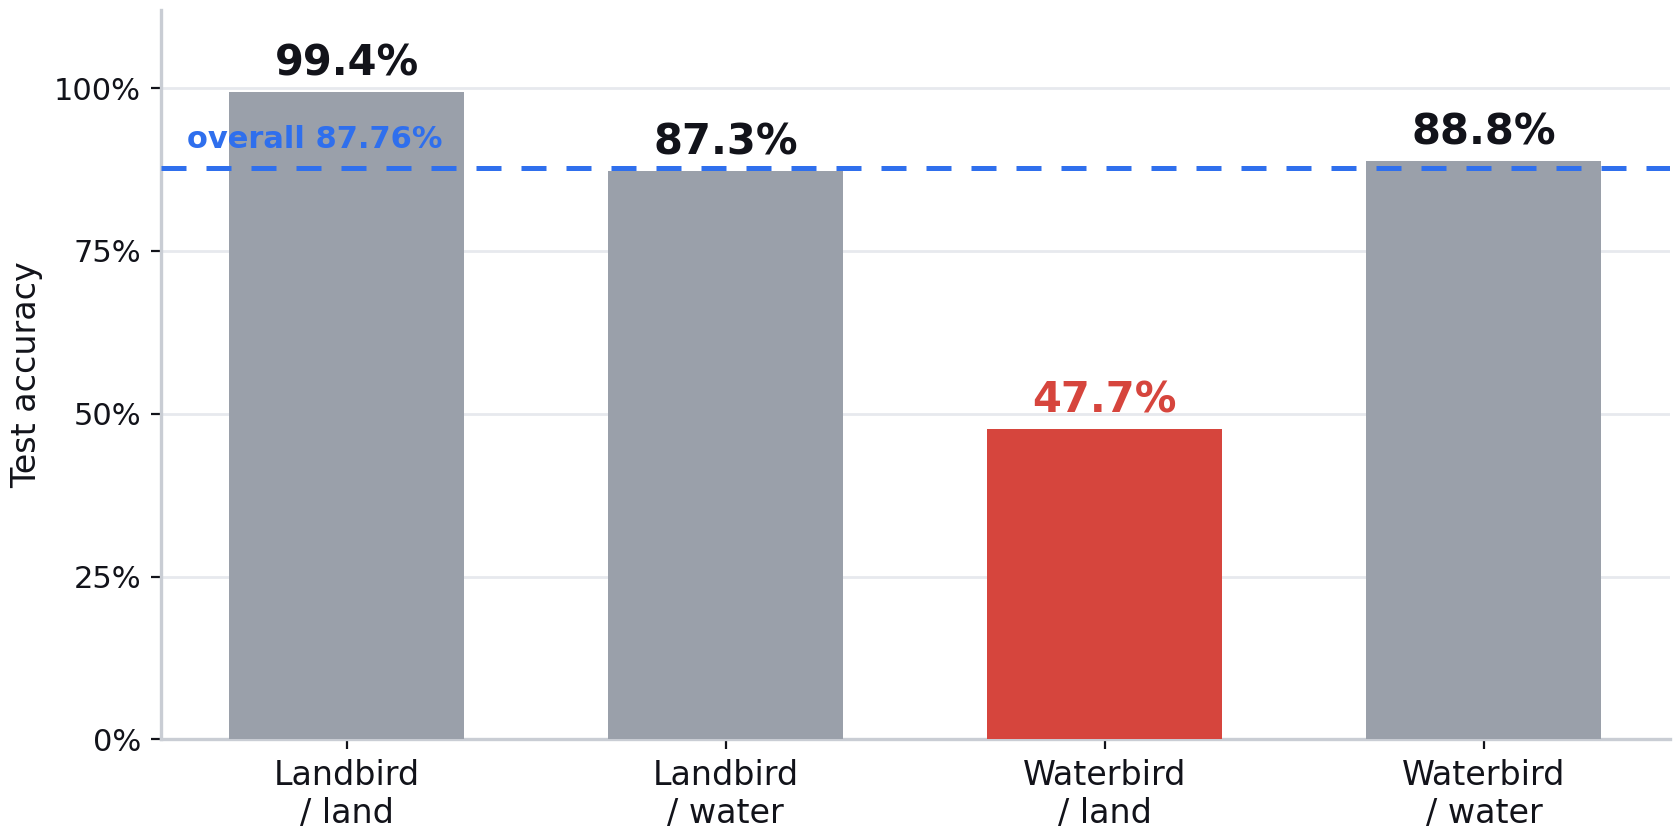 99.4%
100%
overall 87.76%
87.3%
88.8%
75%
47.7%
50%
25%
0%
Test accuracy
Landbird
/ land
Landbird
/ water
Waterbird
/ land
Waterbird
/ water